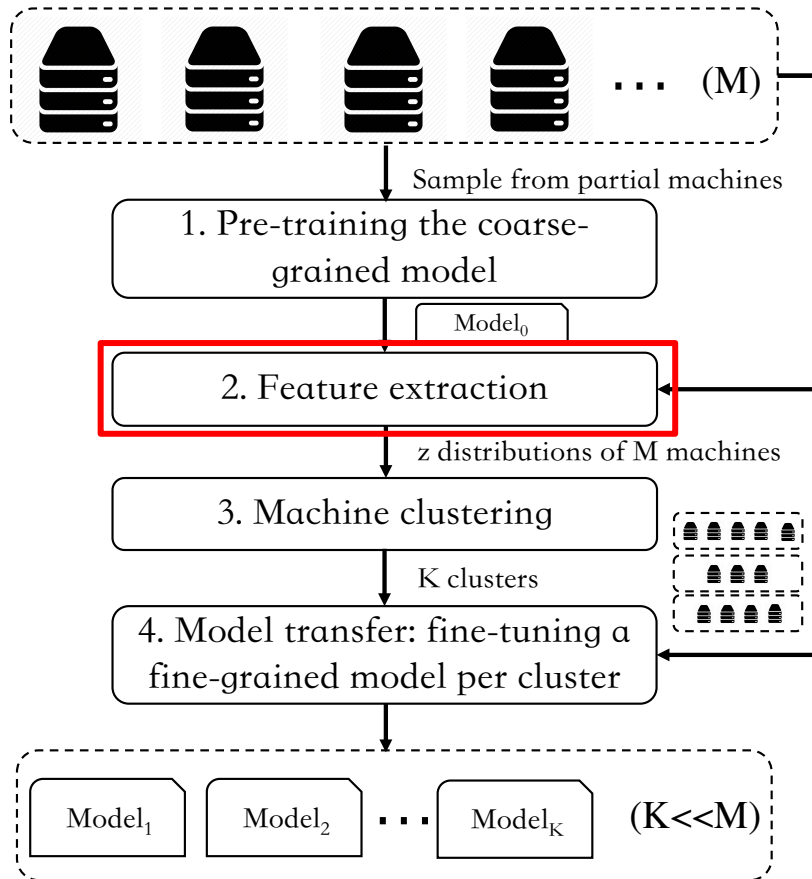 ··· (M)
Sample from partial machines
1. Pre-training the coarse-
grained model
Model₀
2. Feature extraction
z distributions of M machines
3. Machine clustering
K clusters
4. Model transfer: fine-tuning a
fine-grained model per cluster
Model₁ Model₂ ··· Model_K (K<<M)